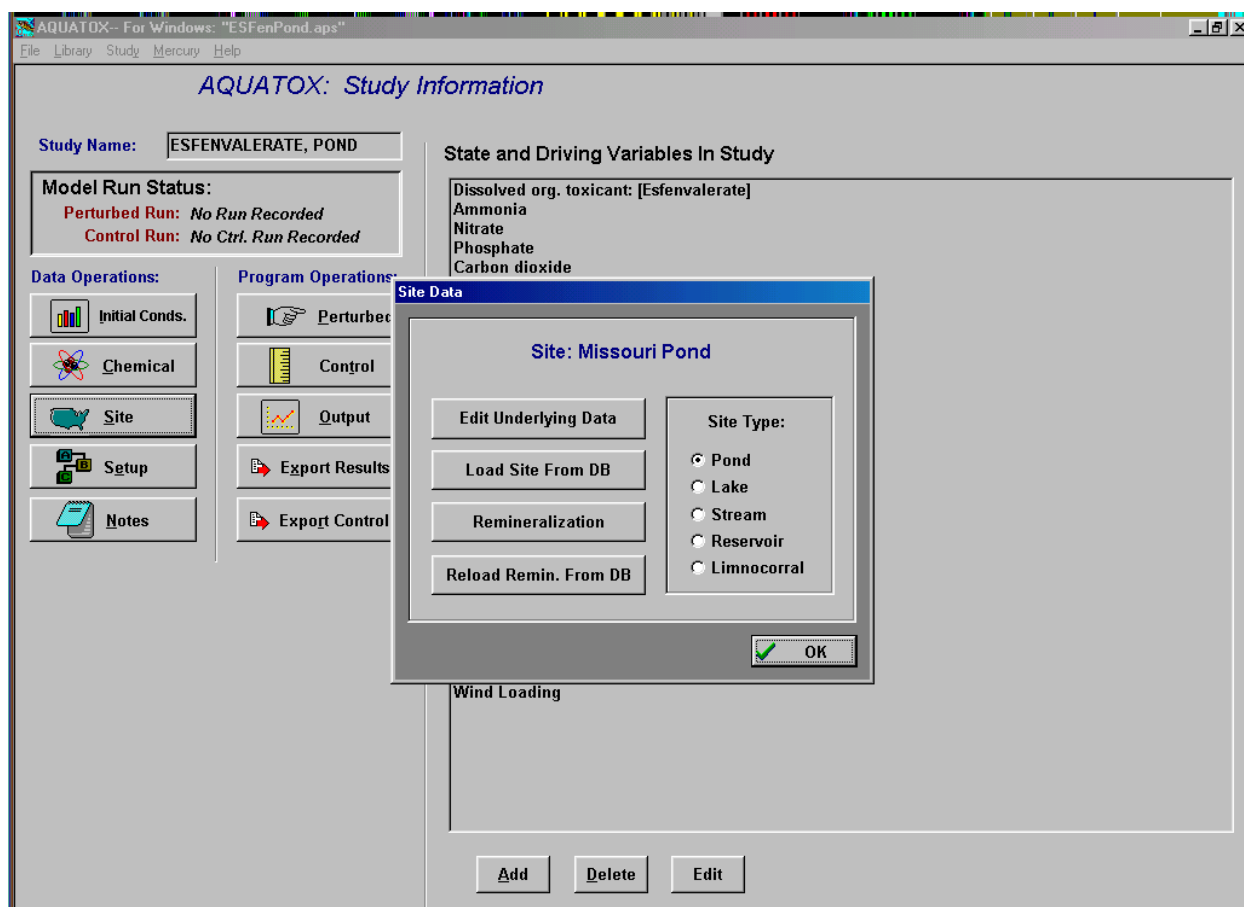 AQUATOX-- For Windows: "ESFenPond.aps"
File Library Study Mercury Help
AQUATOX: Study Information
Study Name: ESFENVALERATE, POND
Model Run Status:
Perturbed Run: No Run Recorded
Control Run: No Ctrl. Run Recorded
Data Operations:
Initial Conds.
Chemical
Site
Setup
Notes
Program Operations:
Perturbed
Control
Output
Export Results
Export Control
State and Driving Variables In Study
Dissolved org. toxicant: [Esfenvalerate]
Ammonia
Nitrate
Phosphate
Carbon dioxide
Wind Loading
Site Data
Site: Missouri Pond
Edit Underlying Data
Load Site From DB
Remineralization
Reload Remin. From DB
Site Type:
Pond
Lake
Stream
Reservoir
Limnocorral
OK
Add Delete Edit